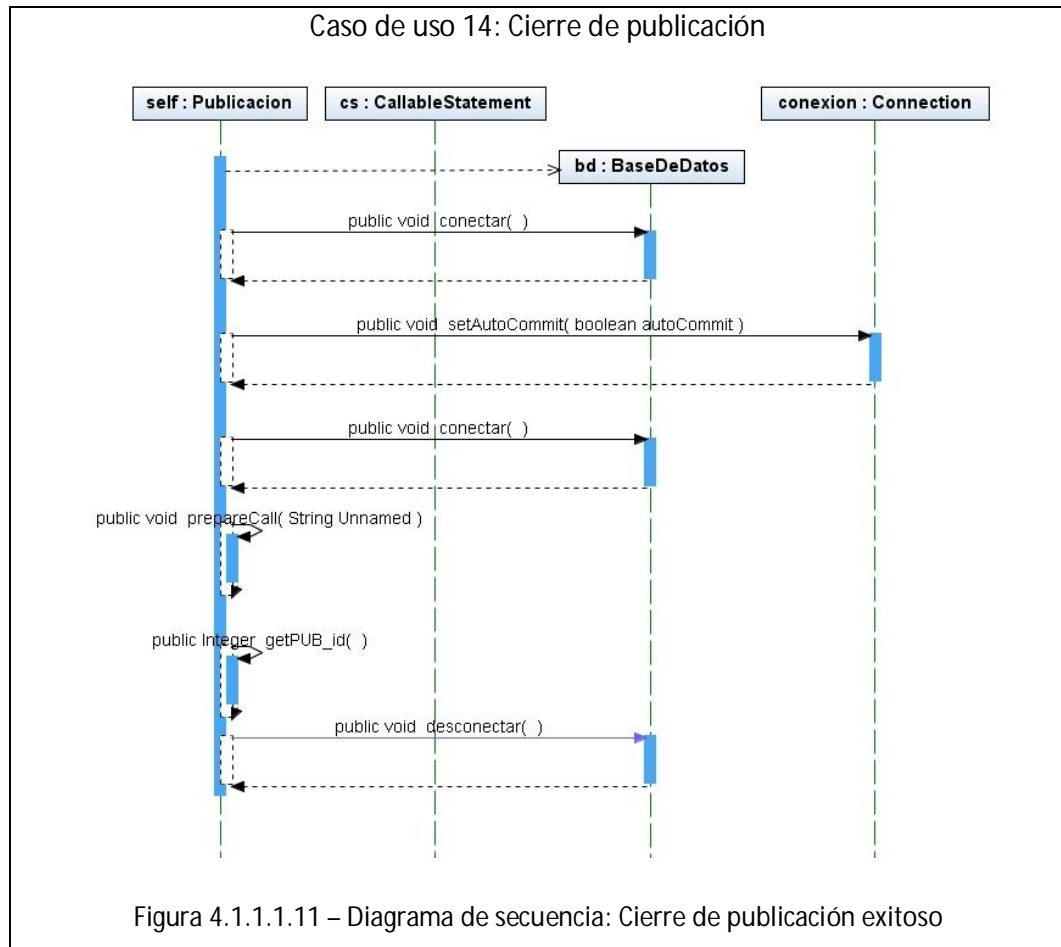 Caso de uso 14: Cierre de publicación
self : Publicacion
cs : CallableStatement
conexion : Connection
bd : BaseDeDatos
public void conectar( )
public void setAutoCommit( boolean autoCommit )
public void conectar( )
public void prepareCall( String Unnamed )
public Integer getPUB_id( )
public void desconectar( )
Figura 4.1.1.1.11 – Diagrama de secuencia: Cierre de publicación exitoso